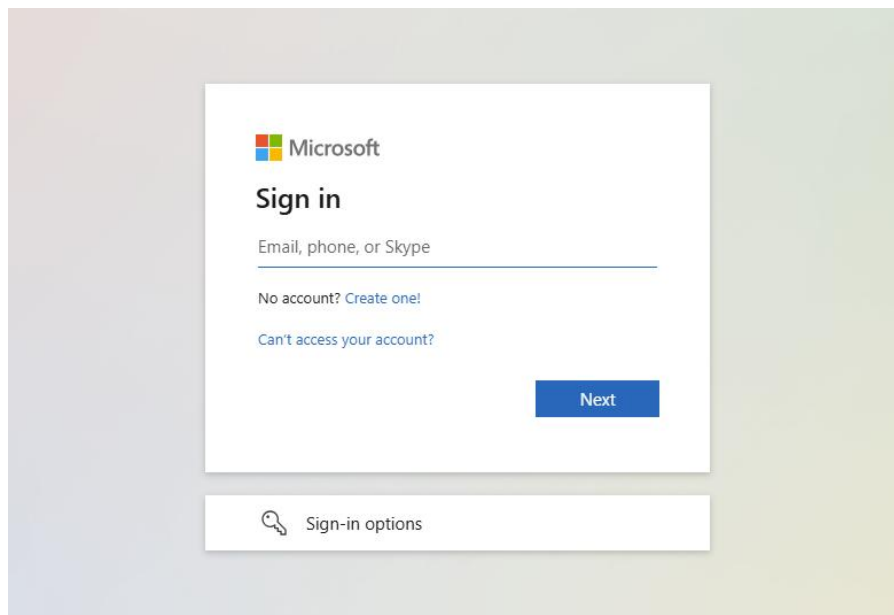 Microsoft
Sign in
Email, phone, or Skype
No account? Create one!
Can't access your account?
Next
Sign-in options